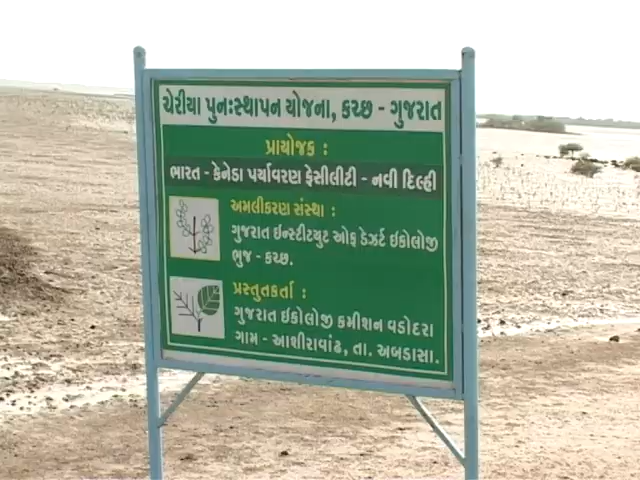 ચેરીયા પુનઃસ્થાપન યોજના, કચ્છ - ગુજરાત
પ્રાયોજક :
ભારત - કેનેડા પર્યાવરણ ફેસીલીટી - નવી દિલ્હી
અમલીકરણ સંસ્થા :
ગુજરાત ઇન્સ્ટીટયુટ ઓફ ડેઝર્ટ ઇકોલોજી
ભુજ - કચ્છ.
પ્રસ્તુતકર્તા :
ગુજરાત ઇકોલોજી કમીશન વડોદરા
ગામ - આશીરાવાંઢ, તા. અબડાસા.